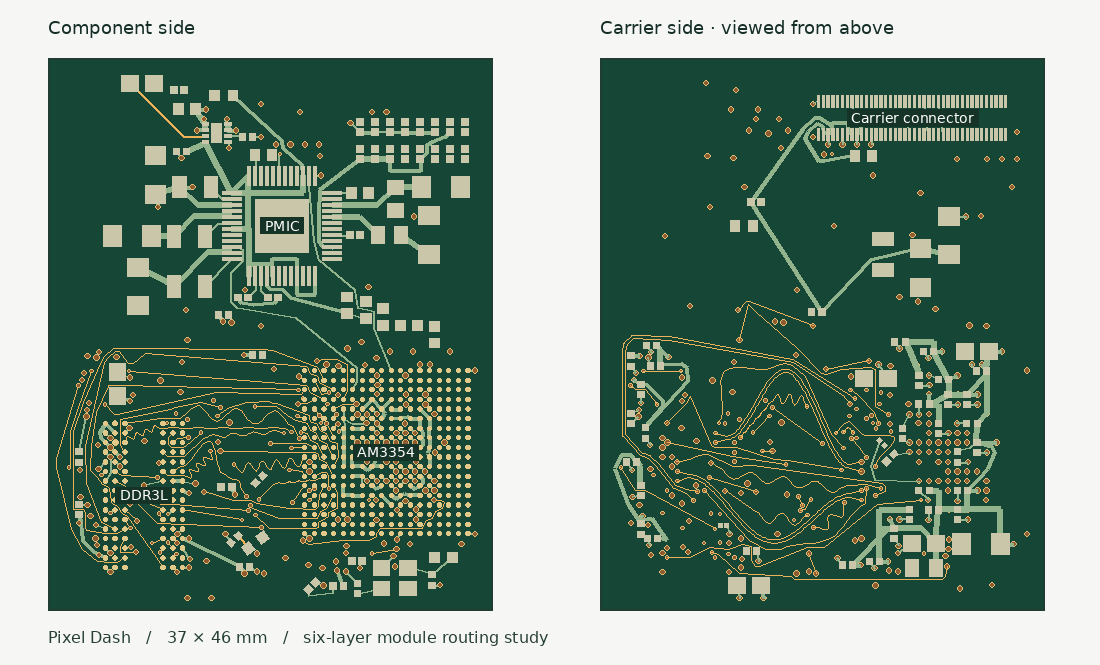 Component side
Carrier side · viewed from above
Carrier connector
PMIC
AM3354
DDR3L
Pixel Dash / 37 × 46 mm / six-layer module routing study